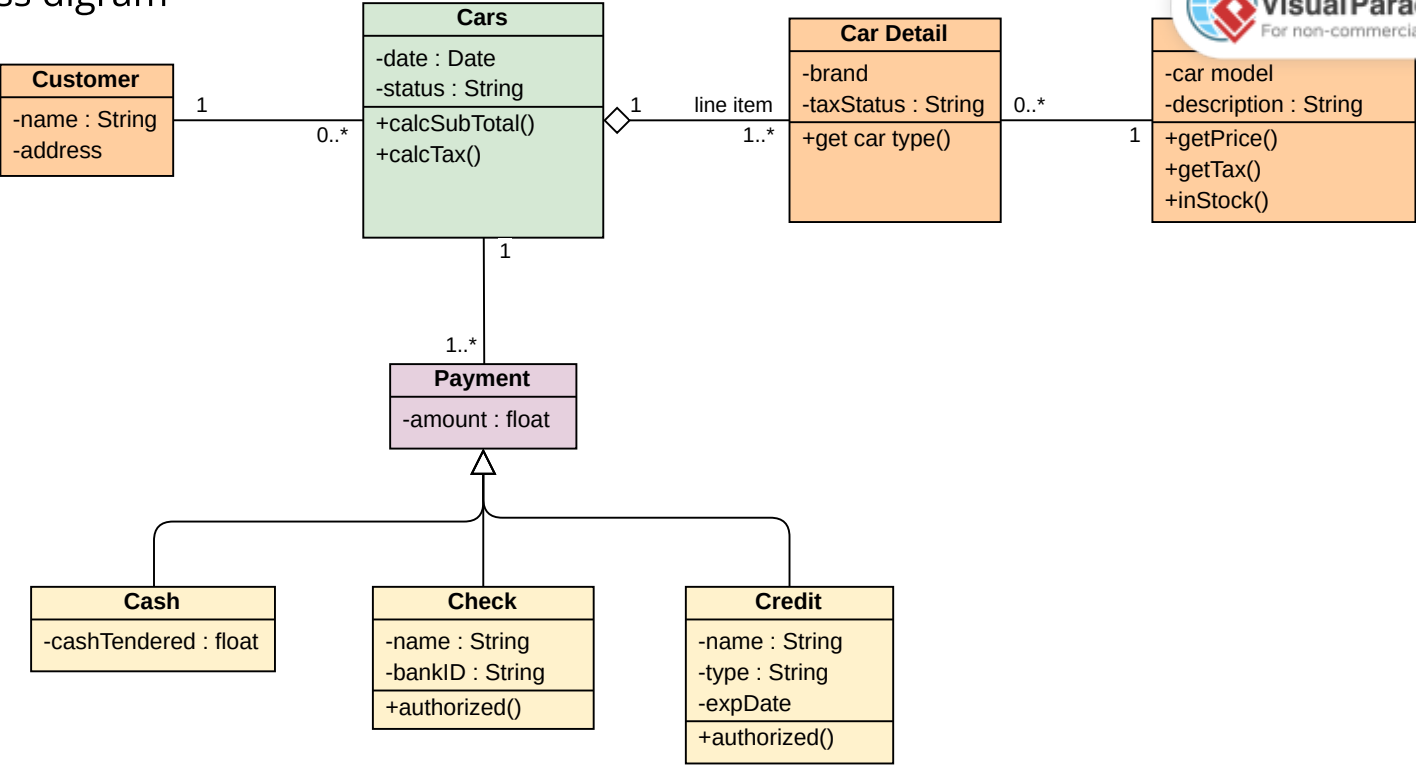 digram
Cars
-date : Date
-status : String
+calcSubTotal()
+calcTax()
Customer
-name : String
-address
1
0..*
1
line item
1..*
Car Detail
-brand
-taxStatus : String
+get car type()
0..*
1
For non-commercia
-car model
-description : String
+getPrice()
+getTax()
+inStock()
1
1..*
Payment
-amount : float
Cash
-cashTendered : float
Check
-name : String
-bankID : String
+authorized()
Credit
-name : String
-type : String
-expDate
+authorized()